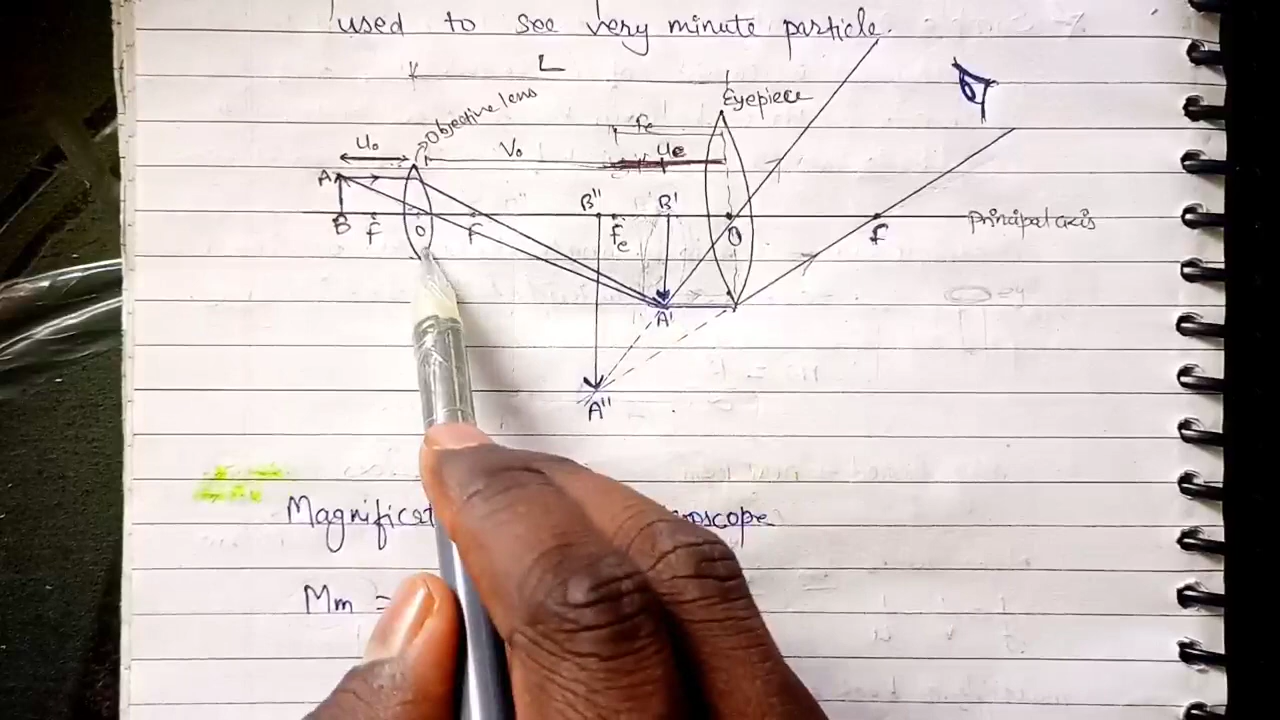 used to see very minute particle.
L
Objective lens
Eyepiece
fe
u₀ V₀ ue
A
B'' B'
B f O F fe O F Principal axis
A'
A''
Magnificat
oscope
Mm =